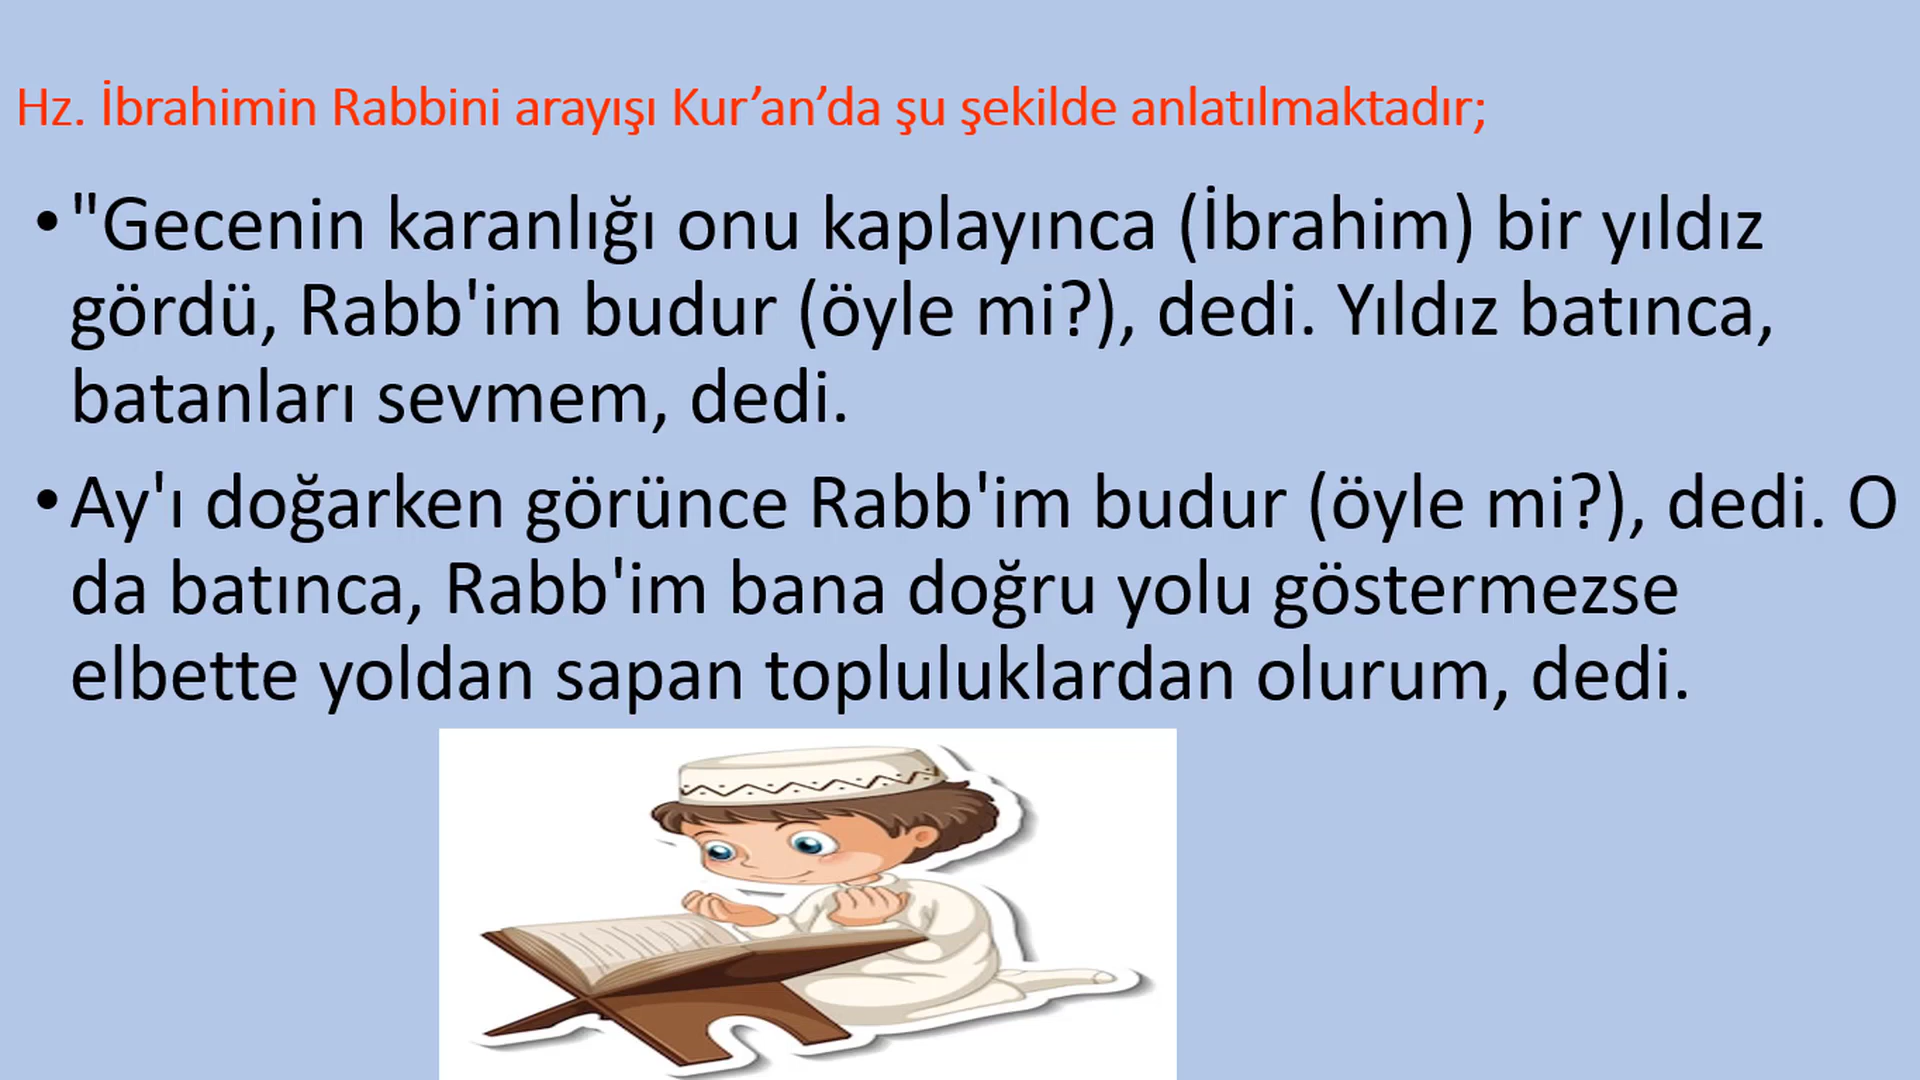 Hz. İbrahimin Rabbini arayışı Kur’an’da şu şekilde anlatılmaktadır;
•"Gecenin karanlığı onu kaplayınca (İbrahim) bir yıldız
gördü, Rabb'im budur (öyle mi?), dedi. Yıldız batınca,
batanları sevmem, dedi.
•Ay'ı doğarken görünce Rabb'im budur (öyle mi?), dedi. O
da batınca, Rabb'im bana doğru yolu göstermezse
elbette yoldan sapan topluluklardan olurum, dedi.